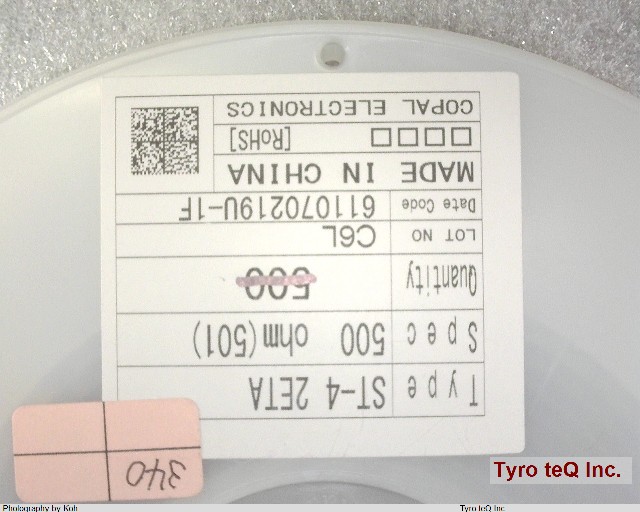 Type ST-4 2ETA
Spec 500 ohm(501)
Quantity 500
LOT NO C6L
Date Code 611070219U-1F
MADE IN CHINA
□□□□ [RoHS]
COPAL ELECTRONICS
340
Tyro teQ Inc.
Photography by Koh
Tyro teQ Inc